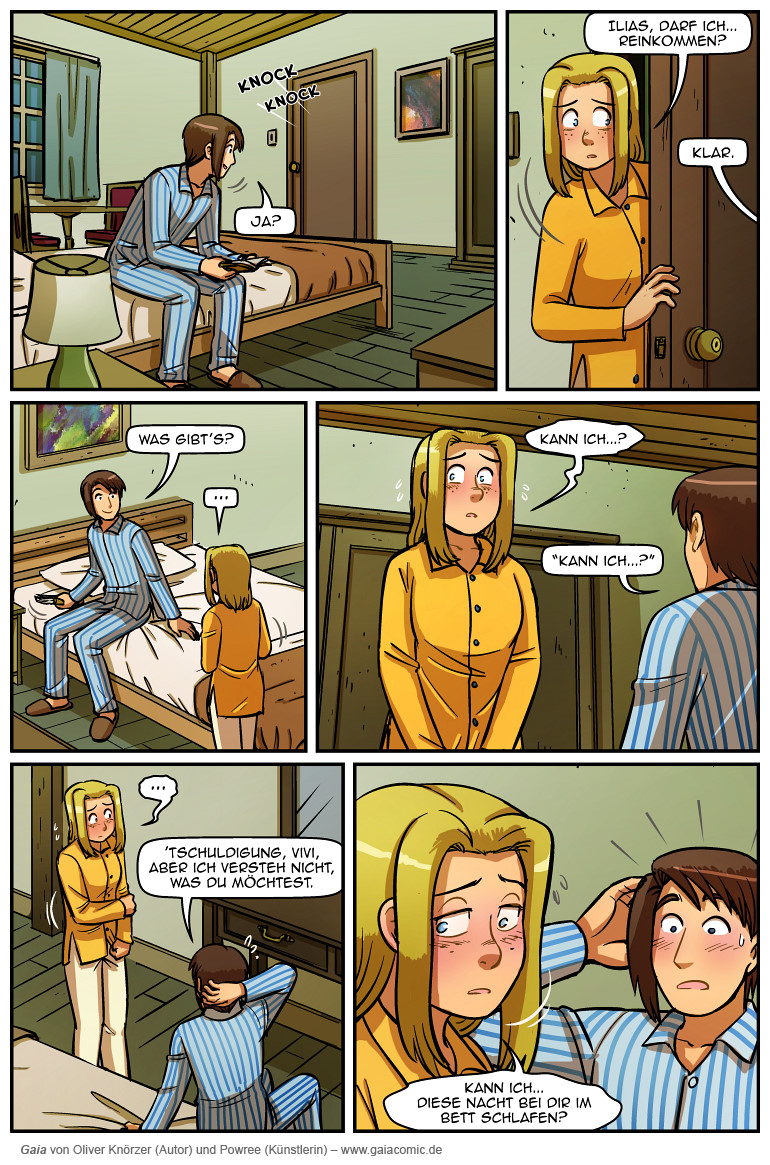 KNOCK
KNOCK
JA?
ILIAS, DARF ICH...
REINKOMMEN?
KLAR.
WAS GIBT'S?
...
KANN ICH...?
"KANN ICH...?"
...
'TSCHULDIGUNG, VIVI,
ABER ICH VERSTEH NICHT,
WAS DU MÖCHTEST.
KANN ICH...
DIESE NACHT BEI DIR IM
BETT SCHLAFEN?
Gaia von Oliver Knörzer (Autor) und Powree (Künstlerin) – www.gaiacomic.de